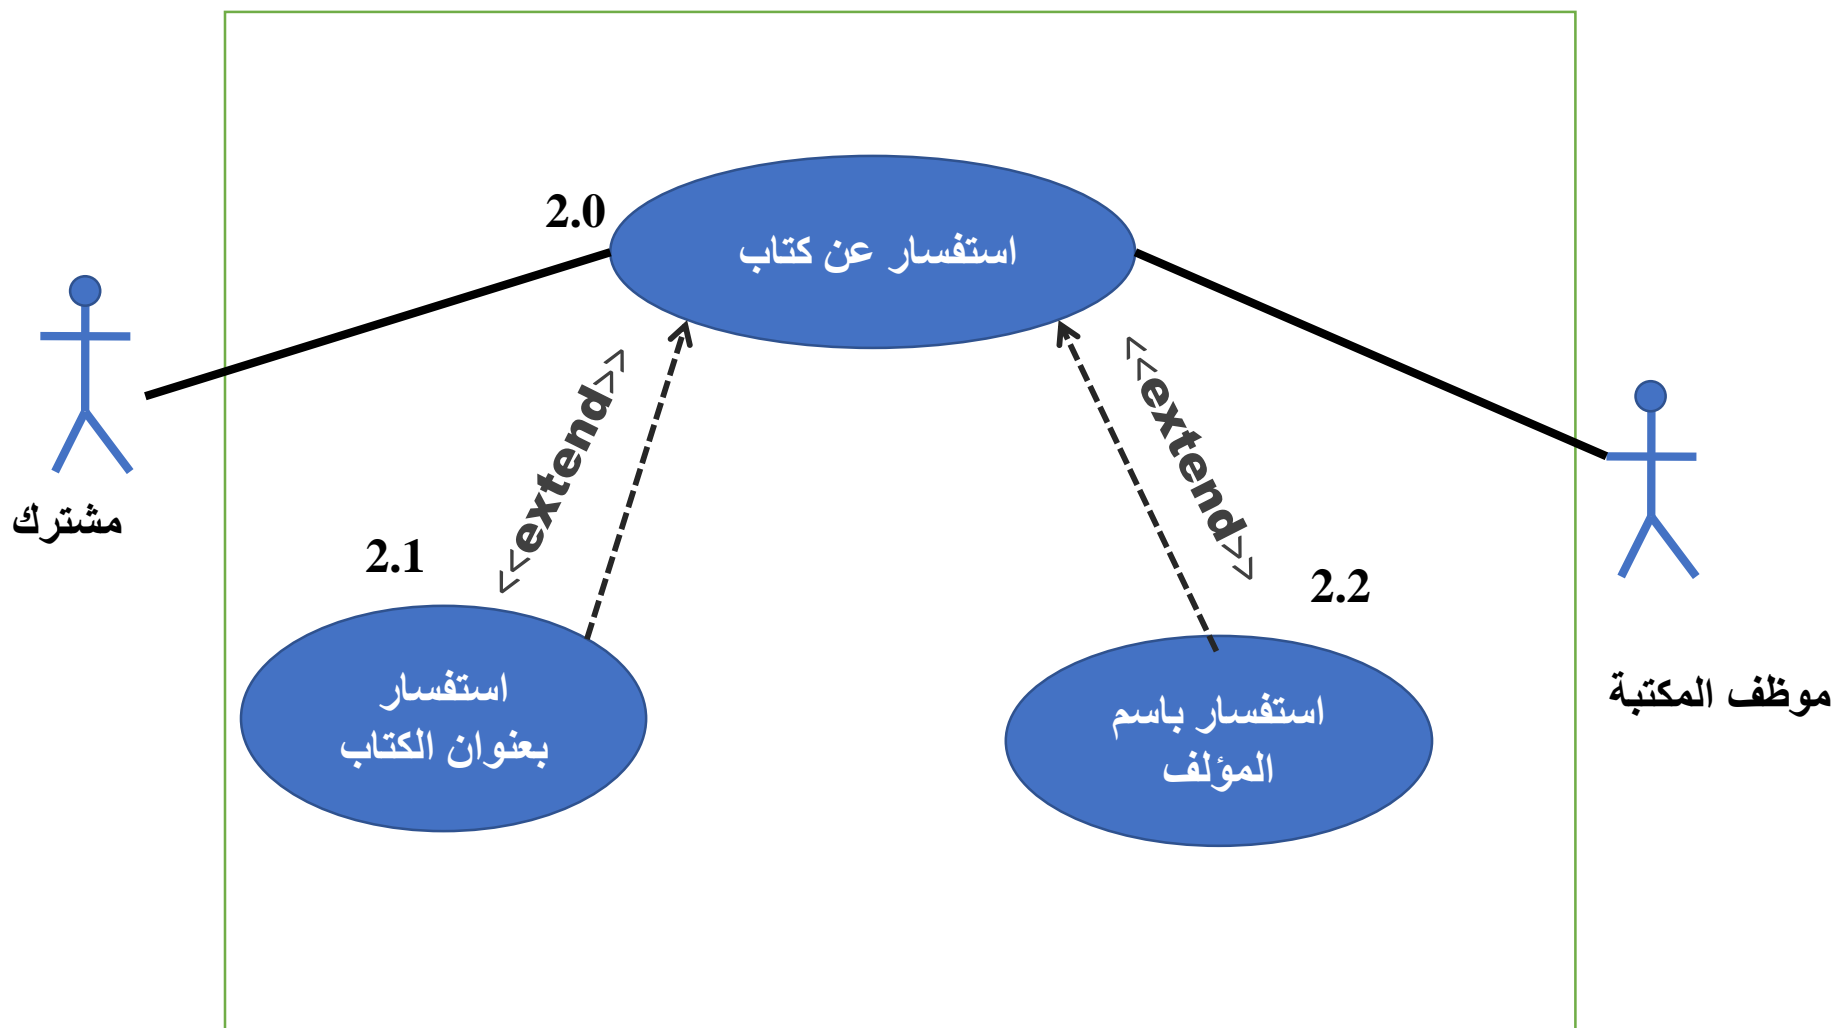 2.0
استفسار عن كتاب
<<extend>>
<<extend>>
مشترك
2.1
2.2
استفسار
بعنوان الكتاب
استفسار باسم
المؤلف
موظف المكتبة